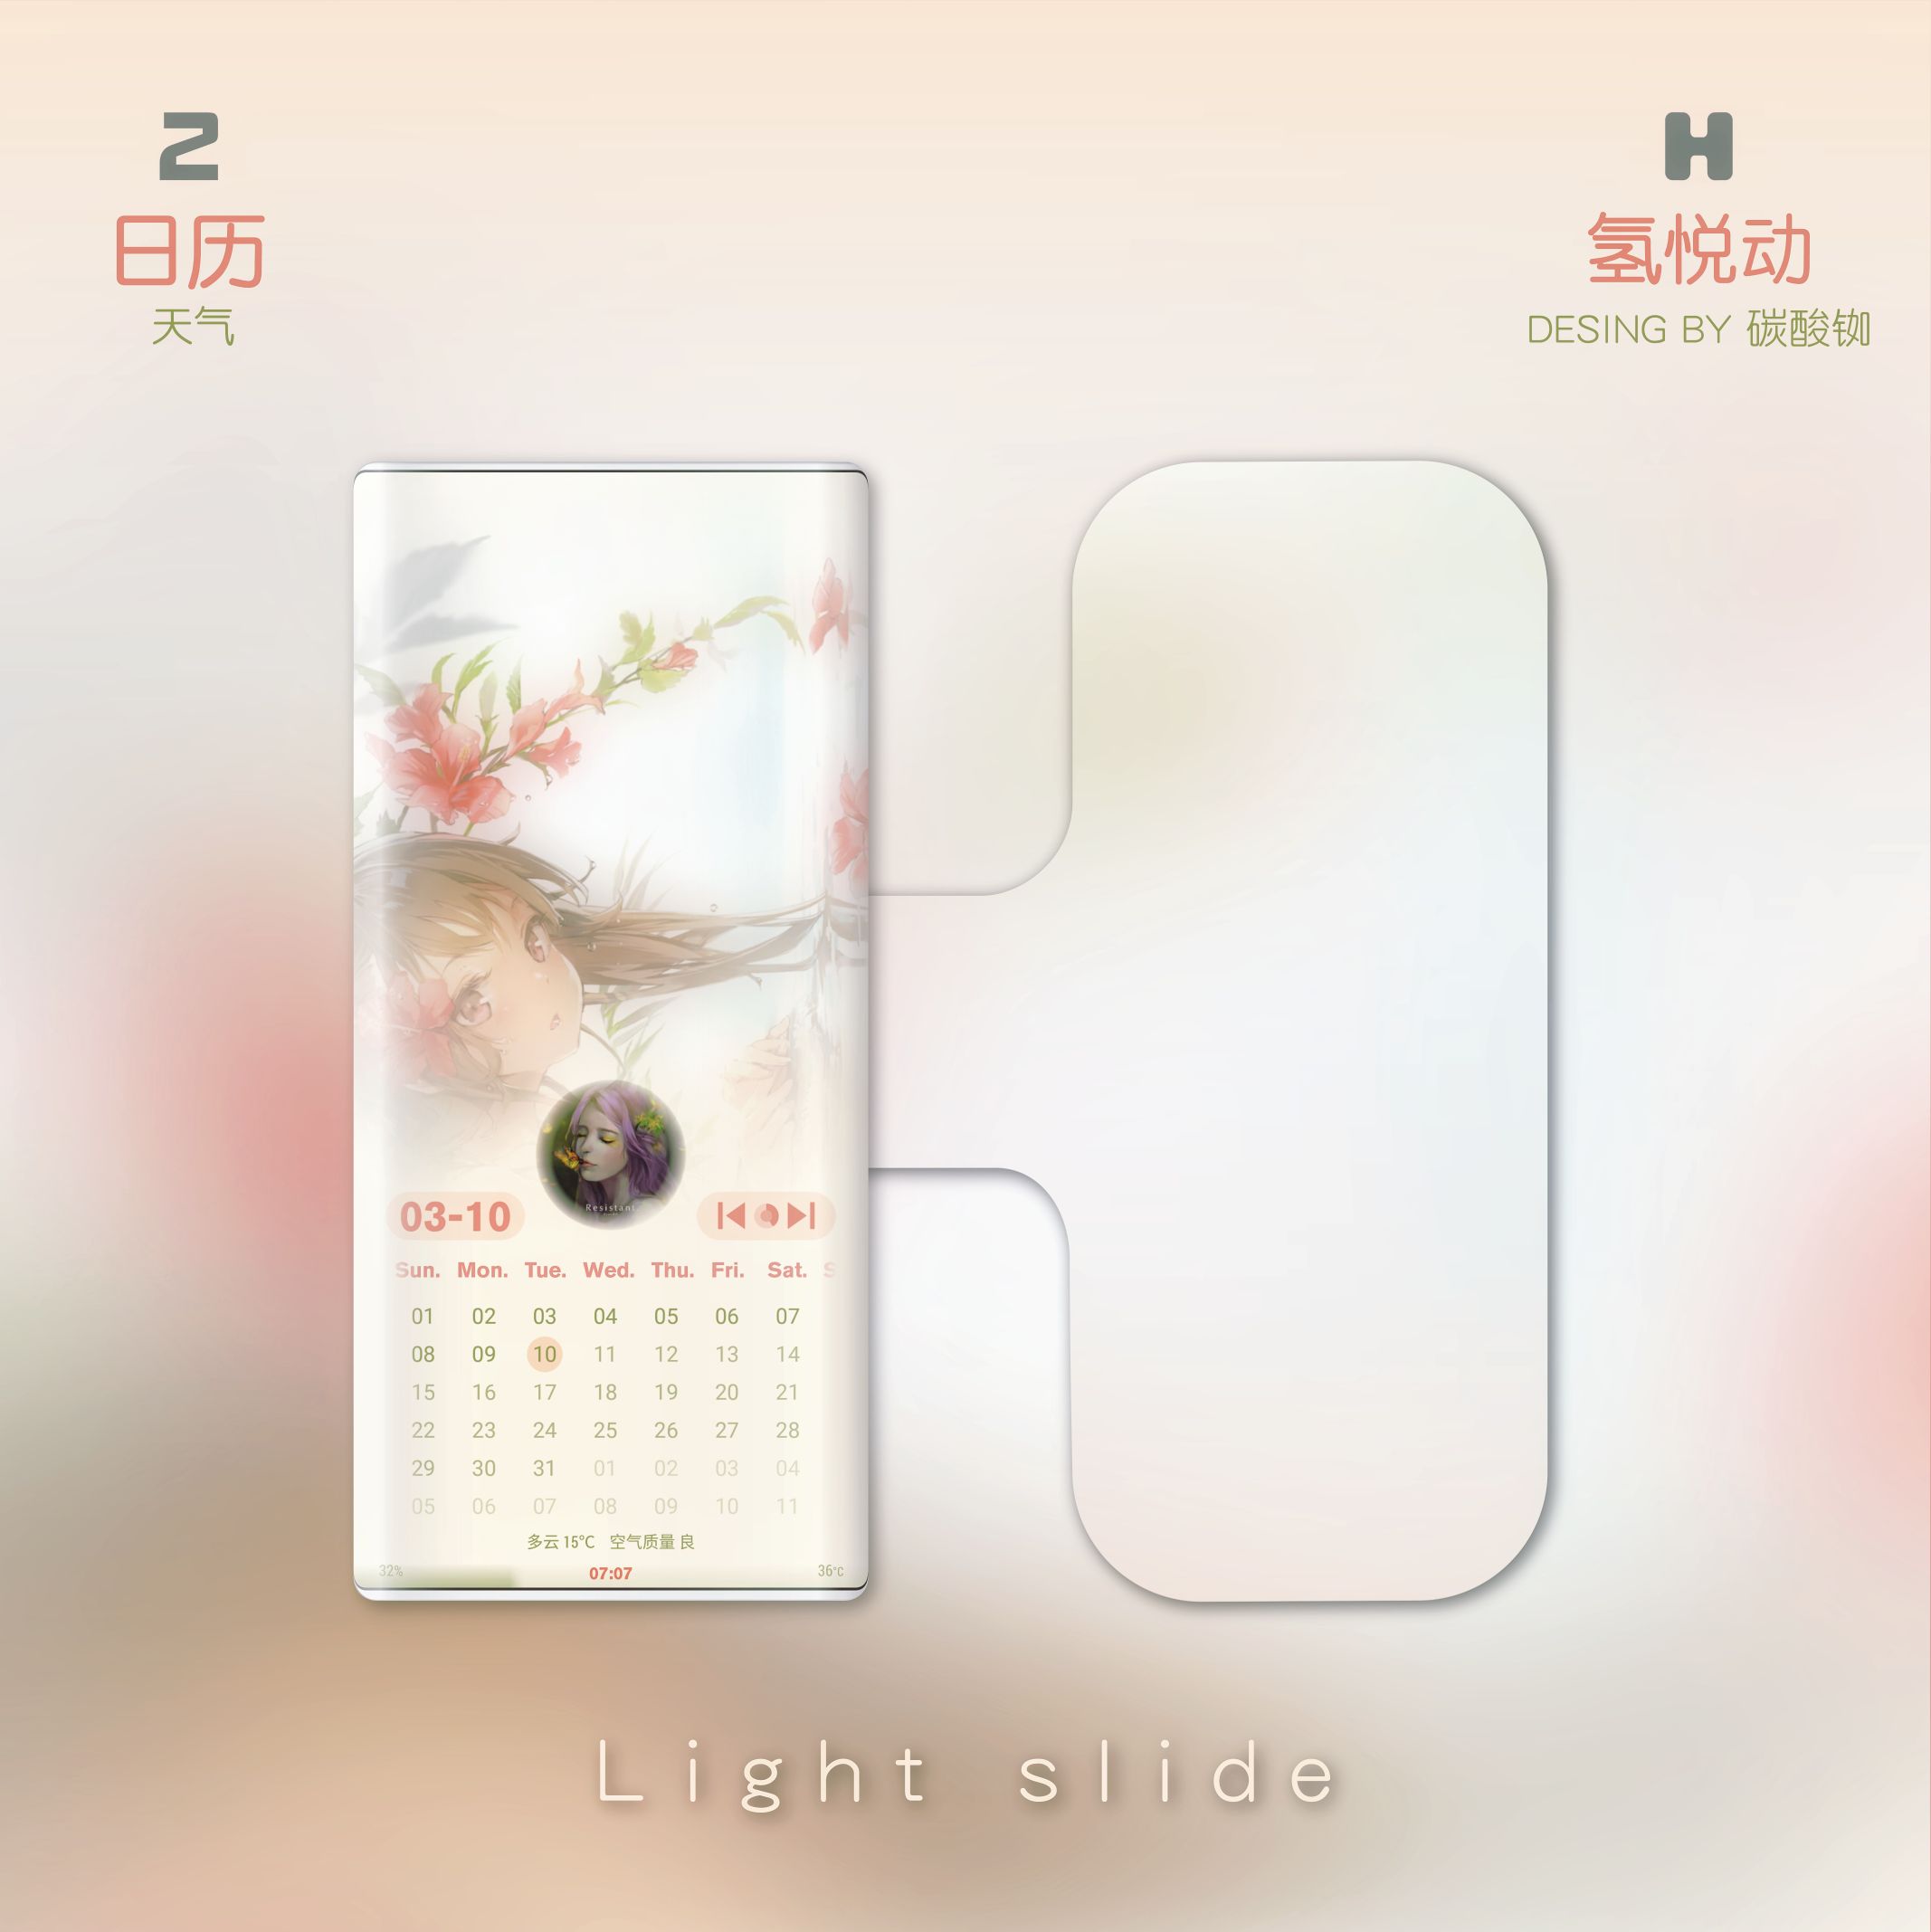 2
日历
天气
H
氢悦动
DESING BY 碳酸铷
Resistant
03-10
Sun. Mon. Tue. Wed. Thu. Fri. Sat. S
01 02 03 04 05 06 07
08 09 10 11 12 13 14
15 16 17 18 19 20 21
22 23 24 25 26 27 28
29 30 31 01 02 03 04
05 06 07 08 09 10 11
多云 15℃ 空气质量 良
32% 07:07 36℃
Light slide